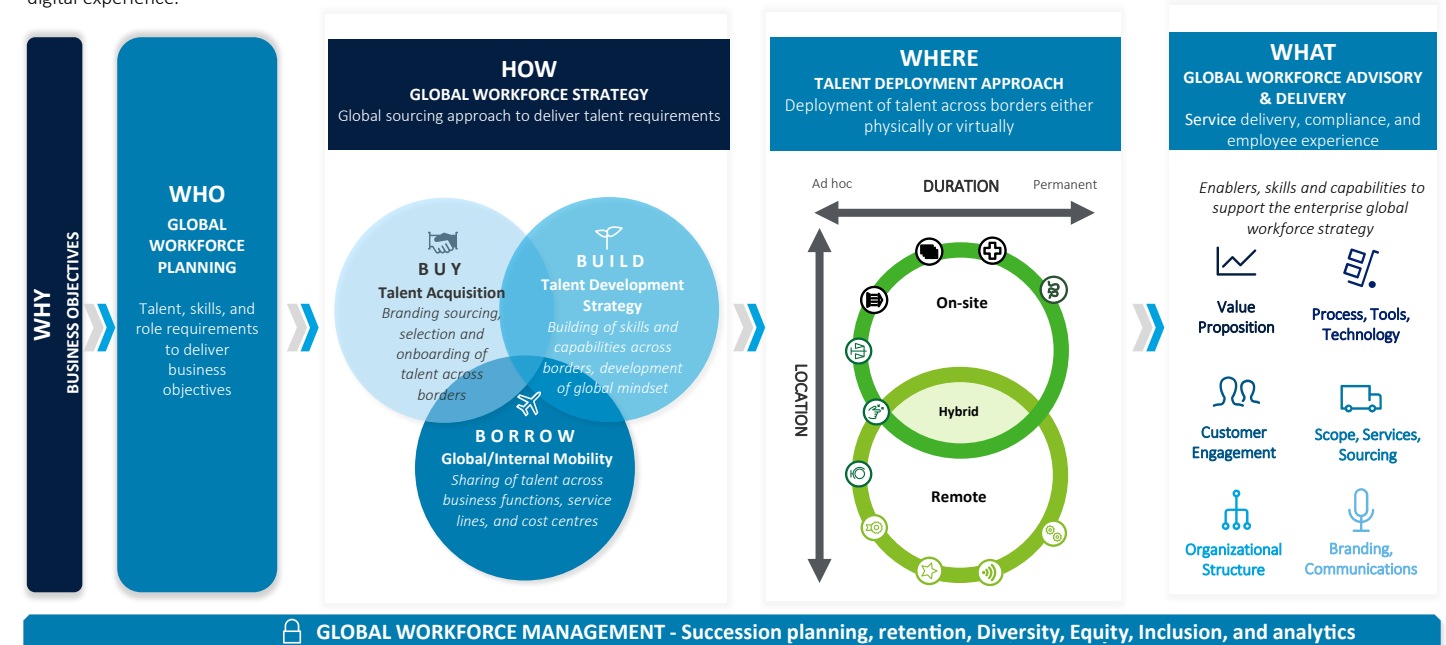 digital experience.
WHY
BUSINESS OBJECTIVES
WHO
GLOBAL
WORKFORCE
PLANNING
Talent, skills, and
role requirements
to deliver
business
objectives
HOW
GLOBAL WORKFORCE STRATEGY
Global sourcing approach to deliver talent requirements
BUY
Talent Acquisition
Branding sourcing,
selection and
onboarding of
talent across
borders
BUILD
Talent Development
Strategy
Building of skills and
capabilities across
borders, development
of global mindset
BORROW
Global/Internal Mobility
Sharing of talent across
business functions, service
lines, and cost centres
WHERE
TALENT DEPLOYMENT APPROACH
Deployment of talent across borders either
physically or virtually
Ad hoc
DURATION
Permanent
LOCATION
On-site
Hybrid
Remote
WHAT
GLOBAL WORKFORCE ADVISORY
& DELIVERY
Service delivery, compliance, and
employee experience
Enablers, skills and capabilities to
support the enterprise global
workforce strategy
Value
Proposition
Process, Tools,
Technology
Customer
Engagement
Scope, Services,
Sourcing
Organizational
Structure
Branding,
Communications
GLOBAL WORKFORCE MANAGEMENT - Succession planning, retention, Diversity, Equity, Inclusion, and analytics